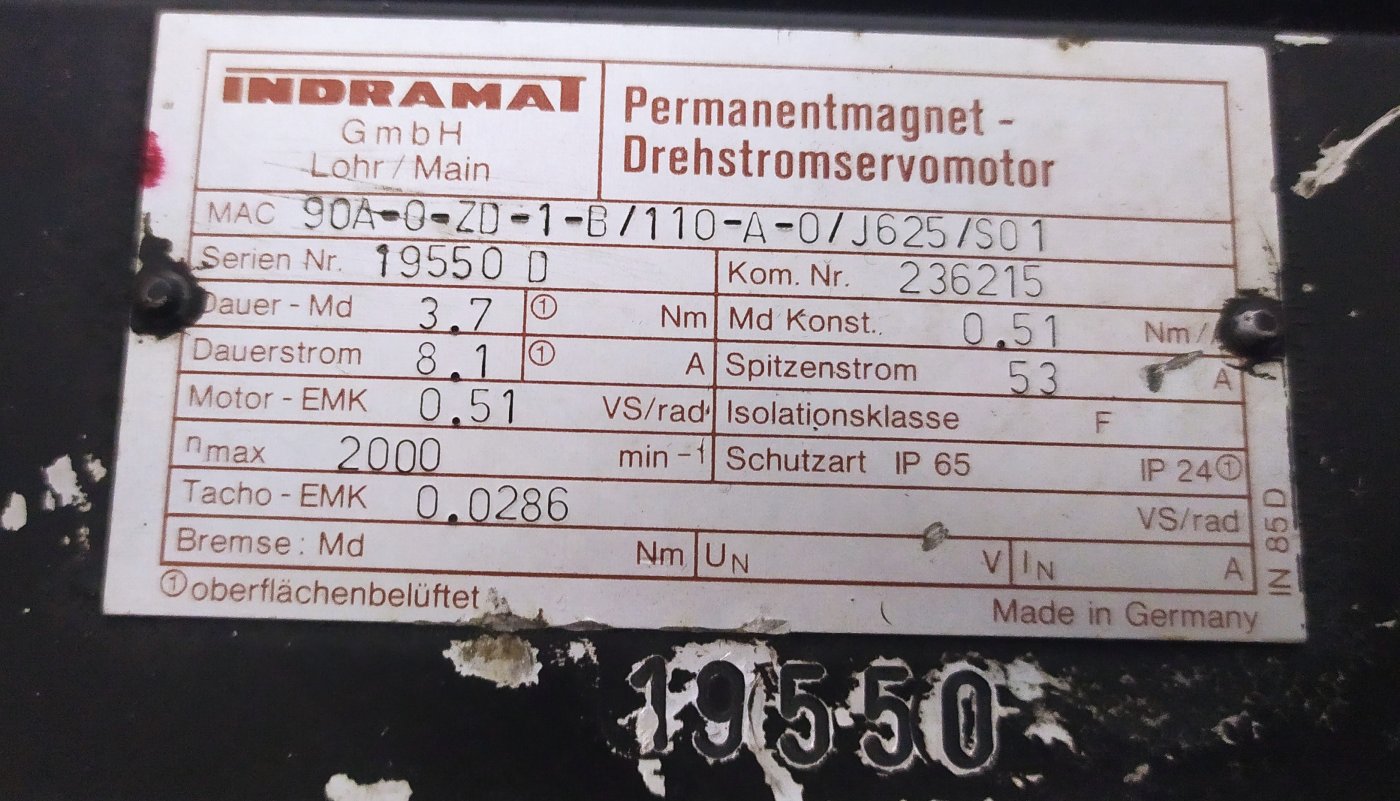 INDRAMAT
GmbH
Lohr / Main
Permanentmagnet -
Drehstromservomotor
MAC 90A-0-ZD-1-B/110-A-0/J625/S01
Serien Nr. 19550 D
Kom. Nr. 236215
Dauer - Md 3.7 ① Nm
Md Konst. 0.51 Nm/
Dauerstrom 8.1 ① A
Spitzenstrom 53 A
Motor - EMK 0.51 VS/rad
Isolationsklasse F
nmax 2000 min -1
Schutzart IP 65 IP 24①
Tacho - EMK 0.0286 VS/rad
Bremse : Md Nm UN V IN A
①oberflächenbelüftet
Made in Germany
IN 85 D
19550